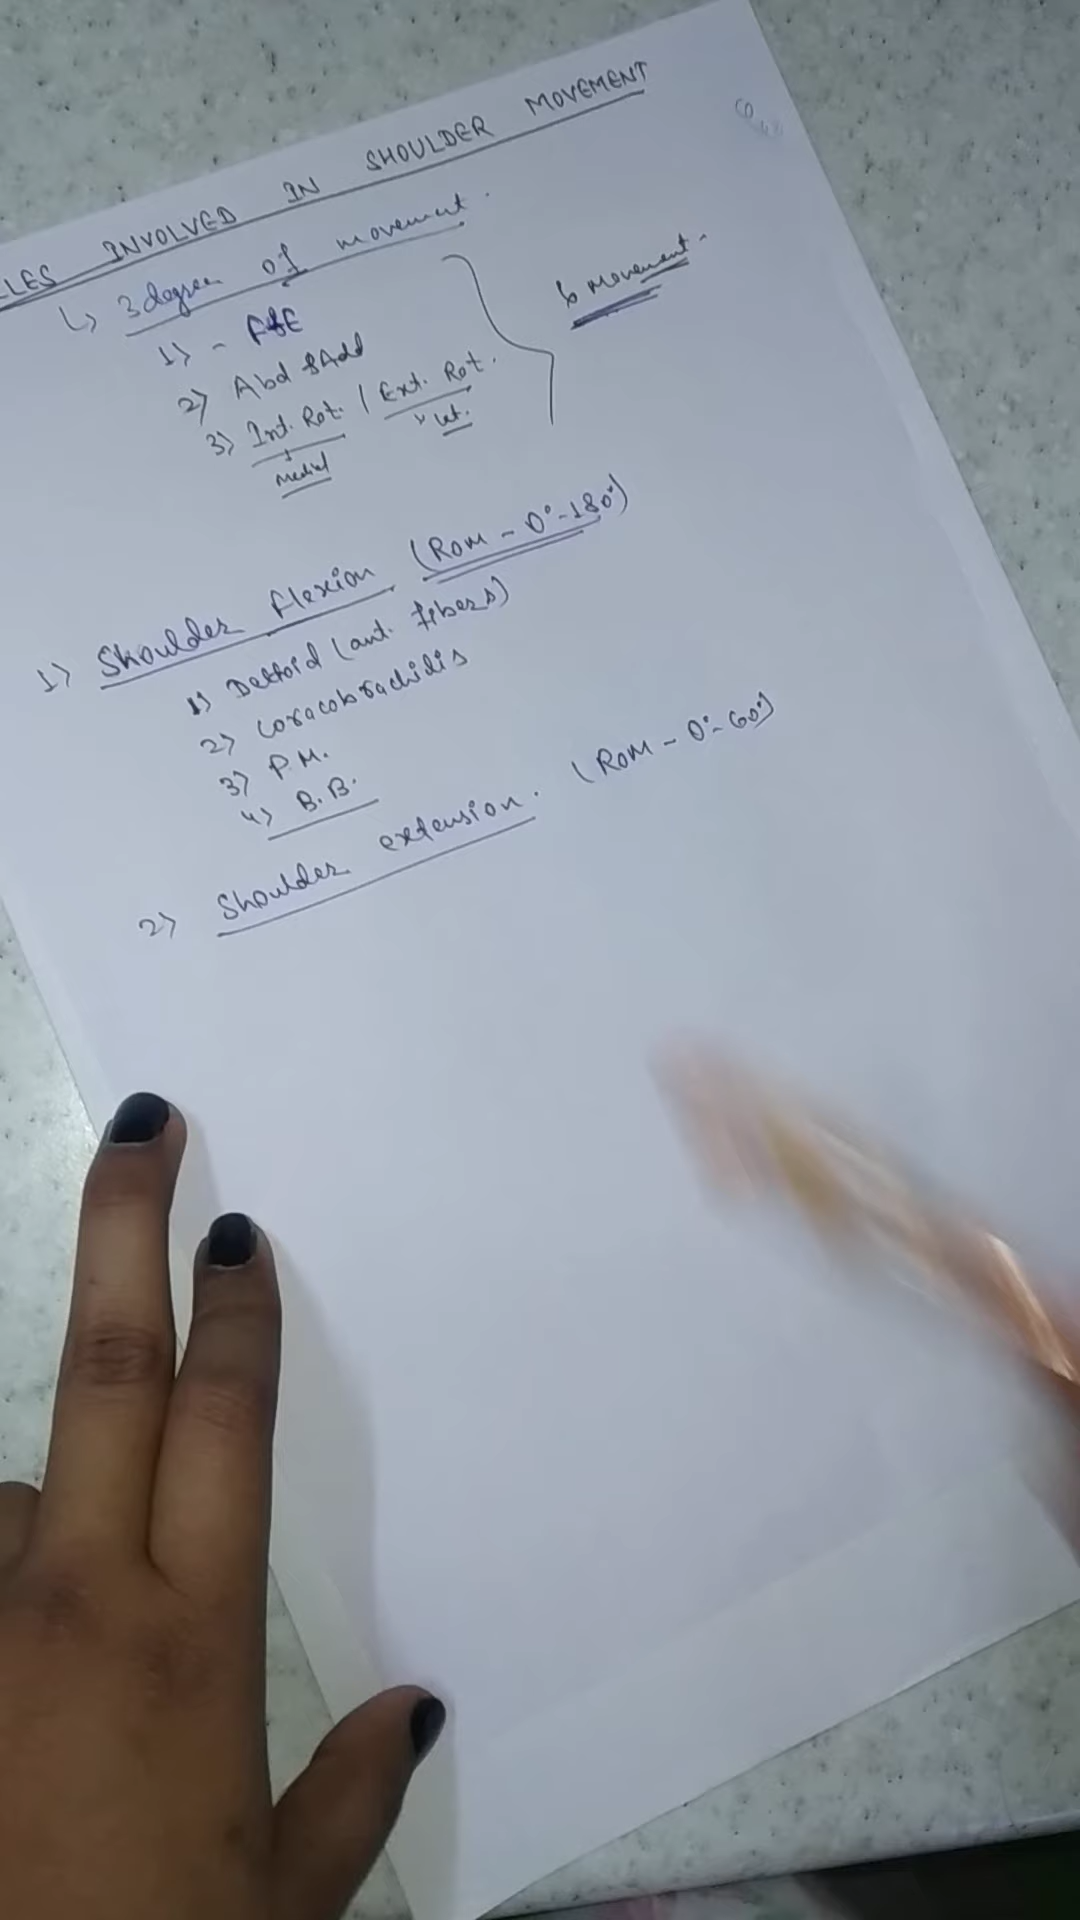 LES INVOLVED IN SHOULDER MOVEMENT
↳ 3 degree of movement.
1) - F&E
2) Abd & Add
3) Int. Rot. / Ext. Rot.
Medial
lat.
6 Movement.
1) Shoulder flexion (ROM - 0°-180°)
1) Deltoid (ant. fibers)
2) Coracobrachidis
3) P.M.
4) B.B.
2) Shoulder extension. (ROM - 0°-60°)